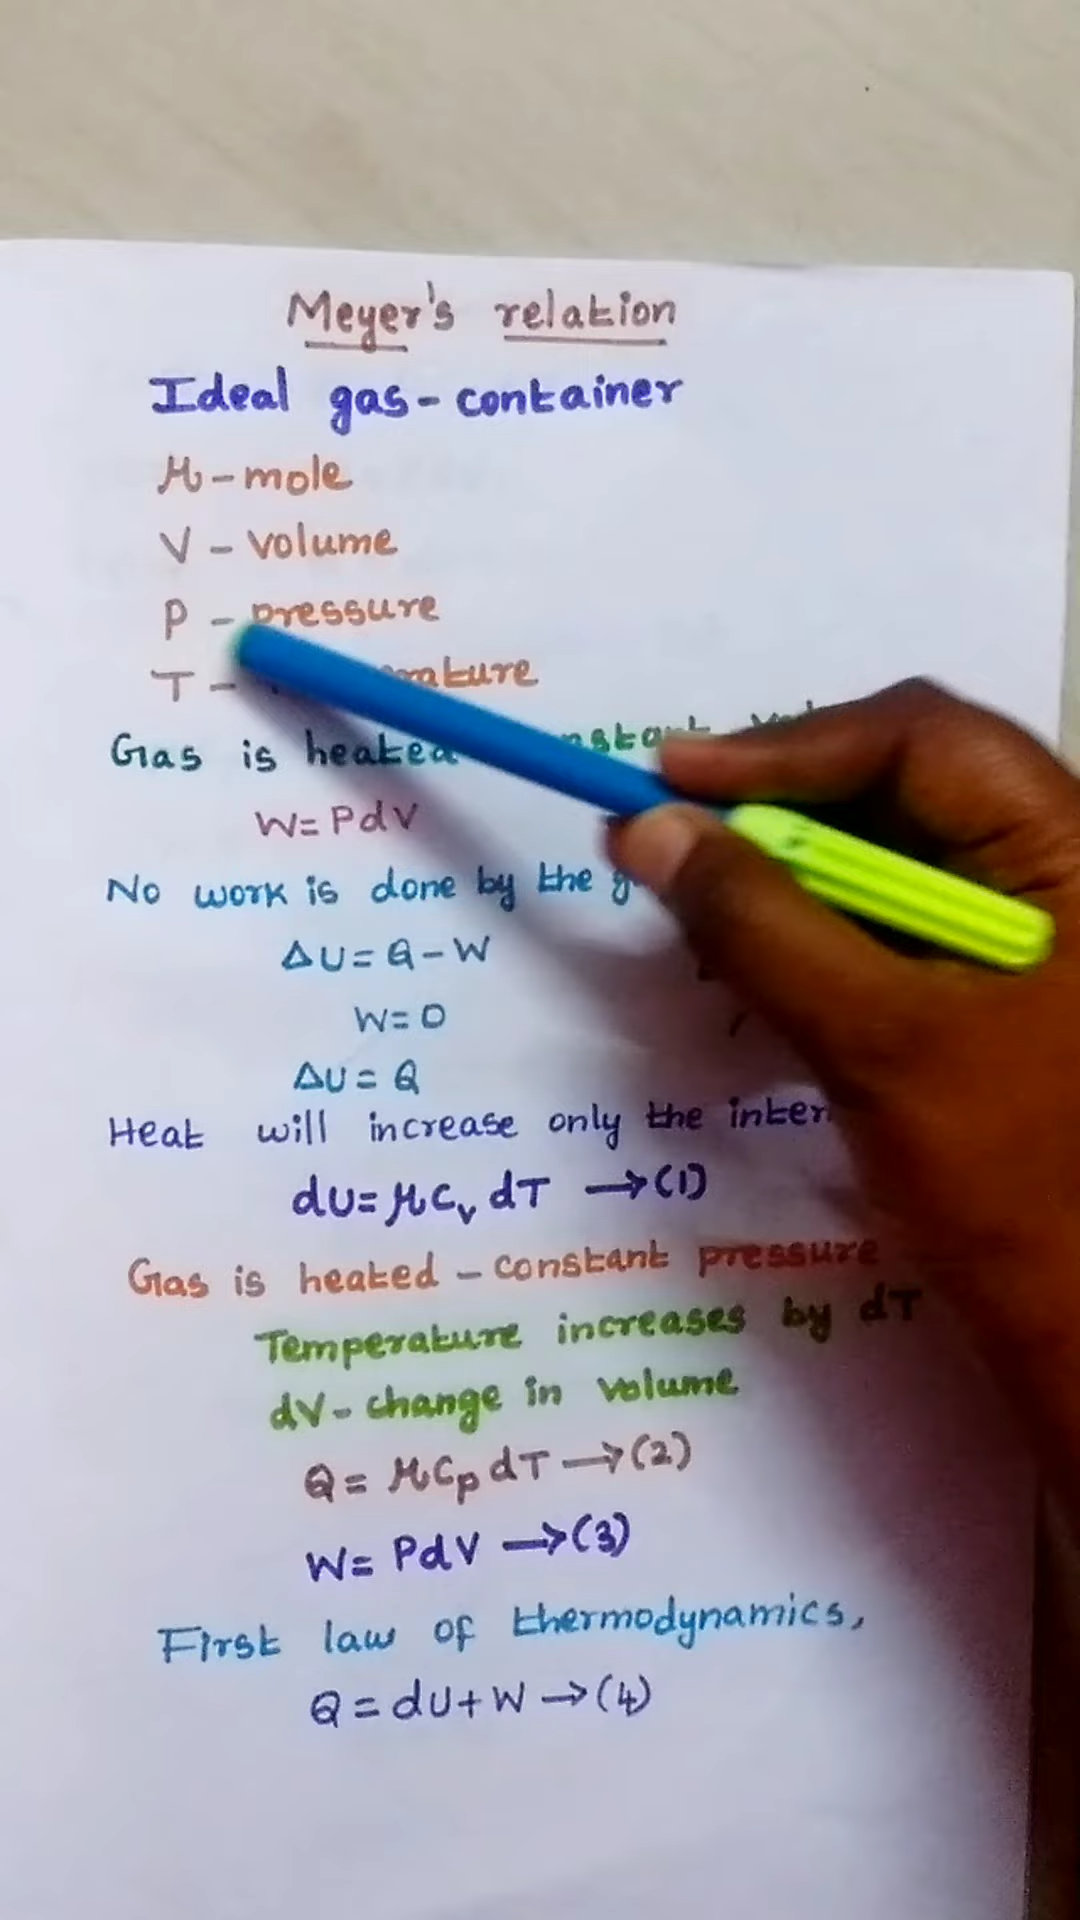 Meyer's relation
Ideal gas-container
μ-mole
V - volume
P - pressure
T -
Gas is heated
W= PdV
No work is done by the
ΔU= Q-W
W= 0
ΔU= Q
Heat will increase only the
dU= μCv dT →(1)
Gas is heated - constant pressure
Temperature increases by dT
dV- change in volume
Q= μCp dT →(2)
W= PdV →(3)
First law of thermodynamics,
Q = dU+W →(4)